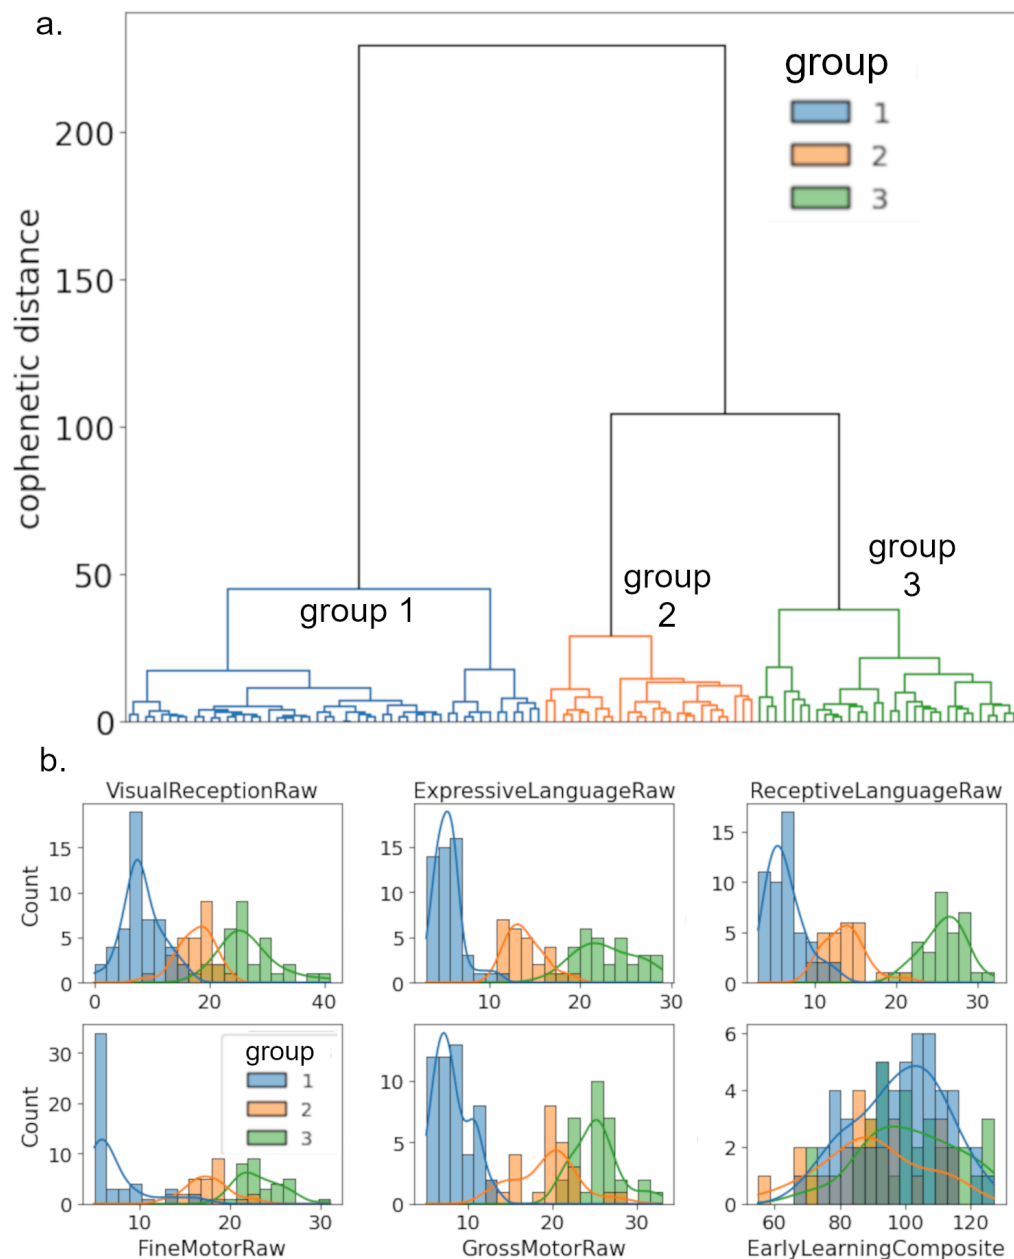 a.
group
1
2
3
cophenetic distance
200
150
100
50
0
group 1
group
2
group
3
b.
VisualReceptionRaw
ExpressiveLanguageRaw
ReceptiveLanguageRaw
Count
15
10
5
0
0 20 40
15
10
5
0
10 20 30
15
10
5
0
10 20 30
Count
30
20
10
0
group
1
2
3
10 20 30
FineMotorRaw
10
5
0
10 20 30
GrossMotorRaw
6
4
2
0
60 80 100 120
EarlyLearningComposite